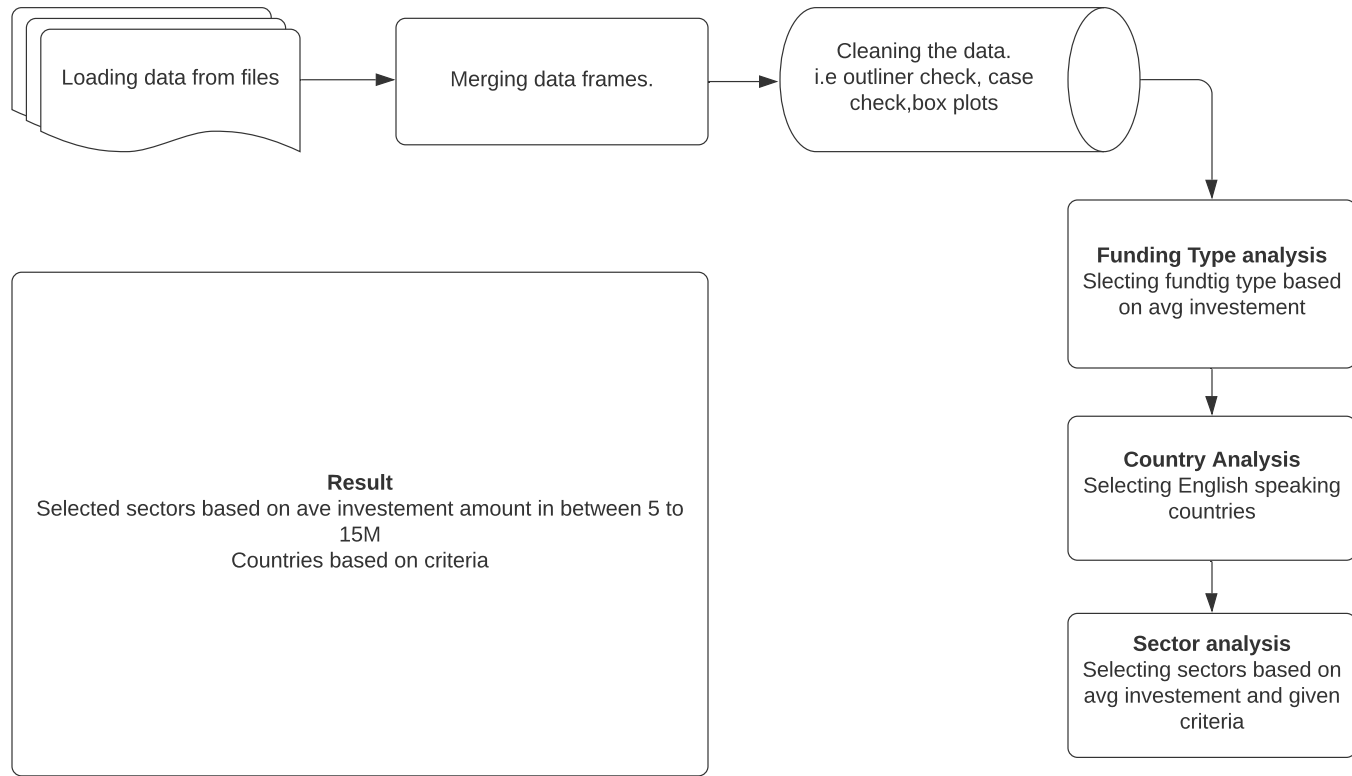 Loading data from files
Merging data frames.
Cleaning the data.
i.e outliner check, case
check,box plots
Funding Type analysis
Slecting fundtig type based
on avg investement
Country Analysis
Selecting English speaking
countries
Sector analysis
Selecting sectors based on
avg investement and given
criteria
Result
Selected sectors based on ave investement amount in between 5 to
15M
Countries based on criteria